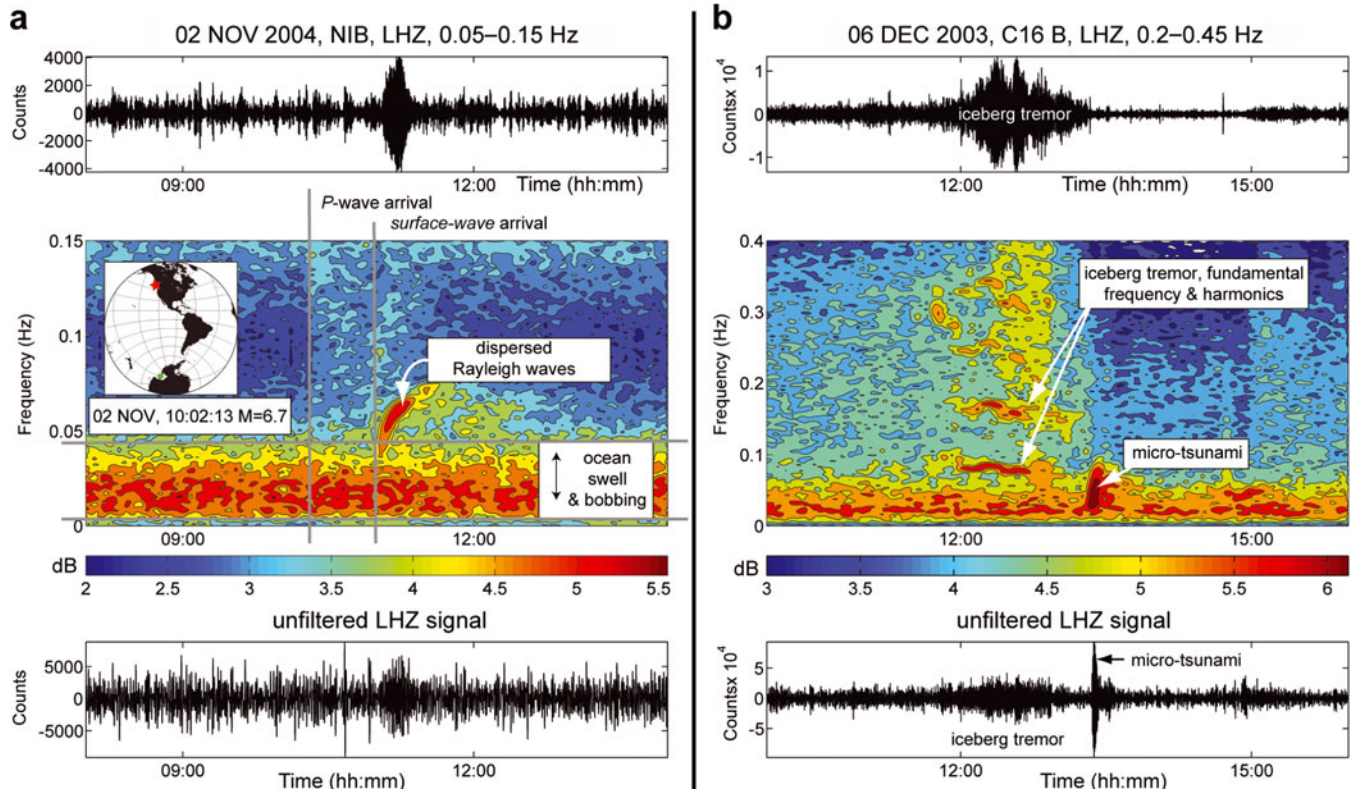 a
02 NOV 2004, NIB, LHZ, 0.05–0.15 Hz
Counts
4000
2000
0
-2000
-4000
09:00
12:00
Time (hh:mm)
P-wave arrival
surface-wave arrival
Frequency (Hz)
0.15
0.1
0.05
0
dispersed
Rayleigh waves
02 NOV, 10:02:13 M=6.7
ocean
swell
& bobbing
09:00
12:00
dB
2
2.5
3
3.5
4
4.5
5
5.5
unfiltered LHZ signal
Counts
5000
0
-5000
09:00
12:00
Time (hh:mm)
b
06 DEC 2003, C16 B, LHZ, 0.2–0.45 Hz
Countsx 10⁴
1
0
-1
iceberg tremor
12:00
15:00
Time (hh:mm)
Frequency (Hz)
0.4
0.3
0.2
0.1
0
iceberg tremor, fundamental
frequency & harmonics
micro-tsunami
12:00
15:00
dB
3
3.5
4
4.5
5
5.5
6
unfiltered LHZ signal
Countsx 10⁴
5
0
-5
micro-tsunami
iceberg tremor
12:00
15:00
Time (hh:mm)